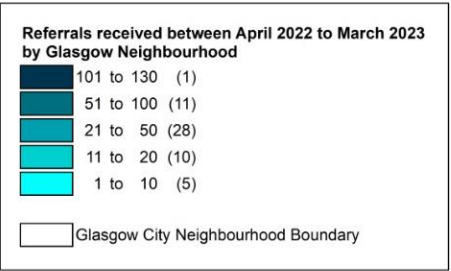 Referrals received between April 2022 to March 2023
by Glasgow Neighbourhood
101 to 130 (1)
51 to 100 (11)
21 to 50 (28)
11 to 20 (10)
1 to 10 (5)
Glasgow City Neighbourhood Boundary